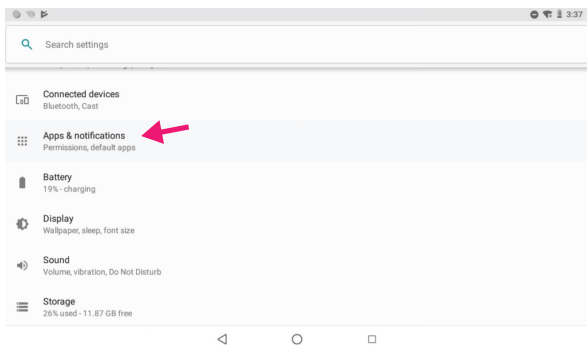 3:37
Search settings
Connected devices
Bluetooth, Cast
Apps & notifications
Permissions, default apps
Battery
19% - charging
Display
Wallpaper, sleep, font size
Sound
Volume, vibration, Do Not Disturb
Storage
26% used - 11.87 GB free